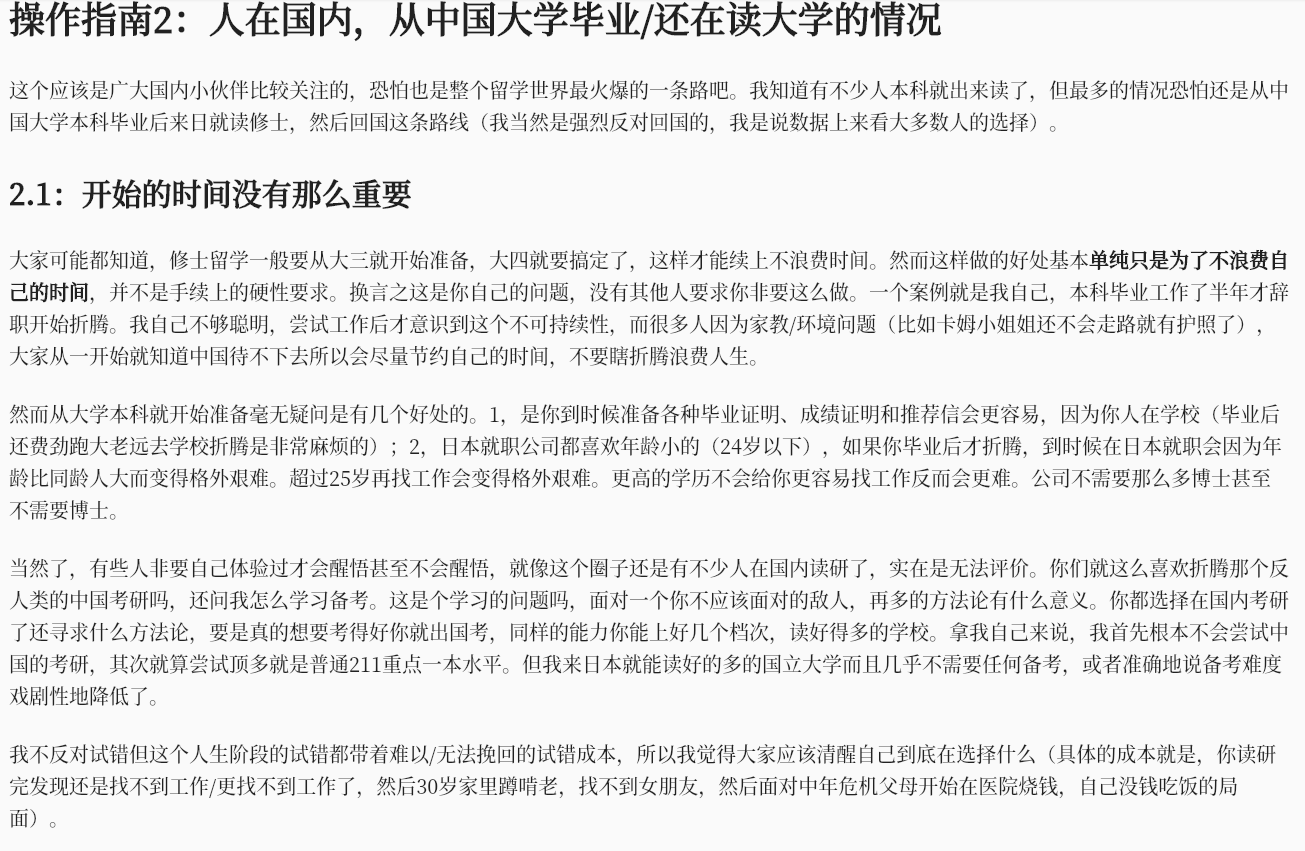 操作指南2：人在国内，从中国大学毕业/还在读大学的情况
这个应该是广大国内小伙伴比较关注的，恐怕也是整个留学世界最火爆的一条路吧。我知道有不少人本科就出来读了，但最多的情况恐怕还是从中
国大学本科毕业后来日就读修士，然后回国这条路线（我当然是强烈反对回国的，我是说数据上来看大多数人的选择）。
2.1：开始的时间没有那么重要
大家可能都知道，修士留学一般要从大三就开始准备，大四就要搞定了，这样才能续上不浪费时间。然而这样做的好处基本单纯只是为了不浪费自
己的时间，并不是手续上的硬性要求。换言之这是你自己的问题，没有其他人要求你非要这么做。一个案例就是我自己，本科毕业工作了半年才辞
职开始折腾。我自己不够聪明，尝试工作后才意识到这个不可持续性，而很多人因为家教/环境问题（比如卡姆小姐姐还不会走路就有护照了），
大家从一开始就知道中国待不下去所以会尽量节约自己的时间，不要瞎折腾浪费人生。
然而从大学本科就开始准备毫无疑问是有几个好处的。1，是你到时候准备各种毕业证明、成绩证明和推荐信会更容易，因为你人在学校（毕业后
还费劲跑大老远去学校折腾是非常麻烦的）；2，日本就职公司都喜欢年龄小的（24岁以下），如果你毕业后才折腾，到时候在日本就职会因为年
龄比同龄人大而变得格外艰难。超过25岁再找工作会变得格外艰难。更高的学历不会给你更容易找工作反而会更难。公司不需要那么多博士甚至
不需要博士。
当然了，有些人非要自己体验过才会醒悟甚至不会醒悟，就像这个圈子还是有不少人在国内读研了，实在是无法评价。你们就这么喜欢折腾那个反
人类的中国考研吗，还问我怎么学习备考。这是个学习的问题吗，面对一个你不应该面对的敌人，再多的方法论有什么意义。你都选择在国内考研
了还寻求什么方法论，要是真的想要考得好你就出国考，同样的能力你能上好几个档次，读好得多的学校。拿我自己来说，我首先根本不会尝试中
国的考研，其次就算尝试顶多就是普通211重点一本水平。但我来日本就能读好的多的国立大学而且几乎不需要任何备考，或者准确地说备考难度
戏剧性地降低了。
我不反对试错但这个人生阶段的试错都带着难以/无法挽回的试错成本，所以我觉得大家应该清醒自己到底在选择什么（具体的成本就是，你读研
完发现还是找不到工作/更找不到工作了，然后30岁家里蹲啃老，找不到女朋友，然后面对中年危机父母开始在医院烧钱，自己没钱吃饭的局
面）。